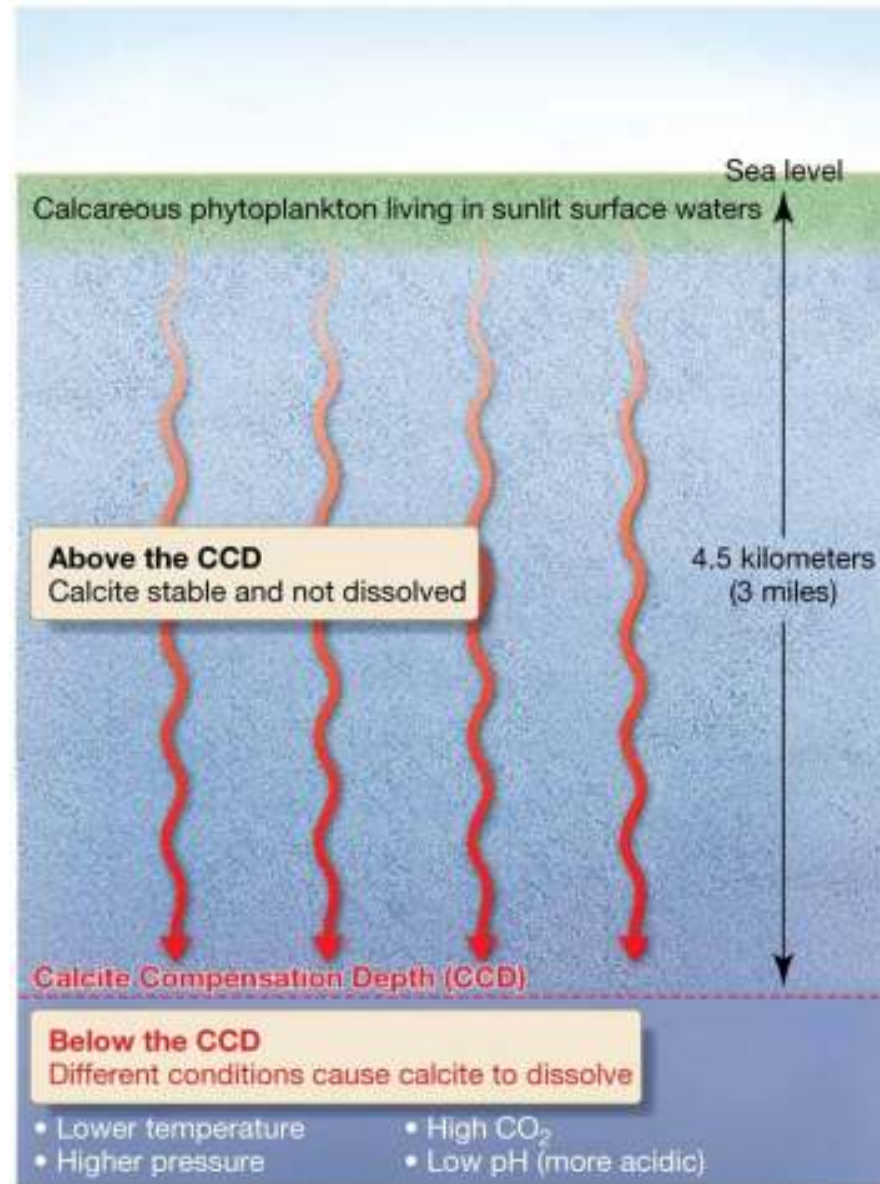 Sea level
Calcareous phytoplankton living in sunlit surface waters
Above the CCD
Calcite stable and not dissolved
4.5 kilometers
(3 miles)
Calcite Compensation Depth (CCD)
Below the CCD
Different conditions cause calcite to dissolve
• Lower temperature
• Higher pressure
• High CO₂
• Low pH (more acidic)